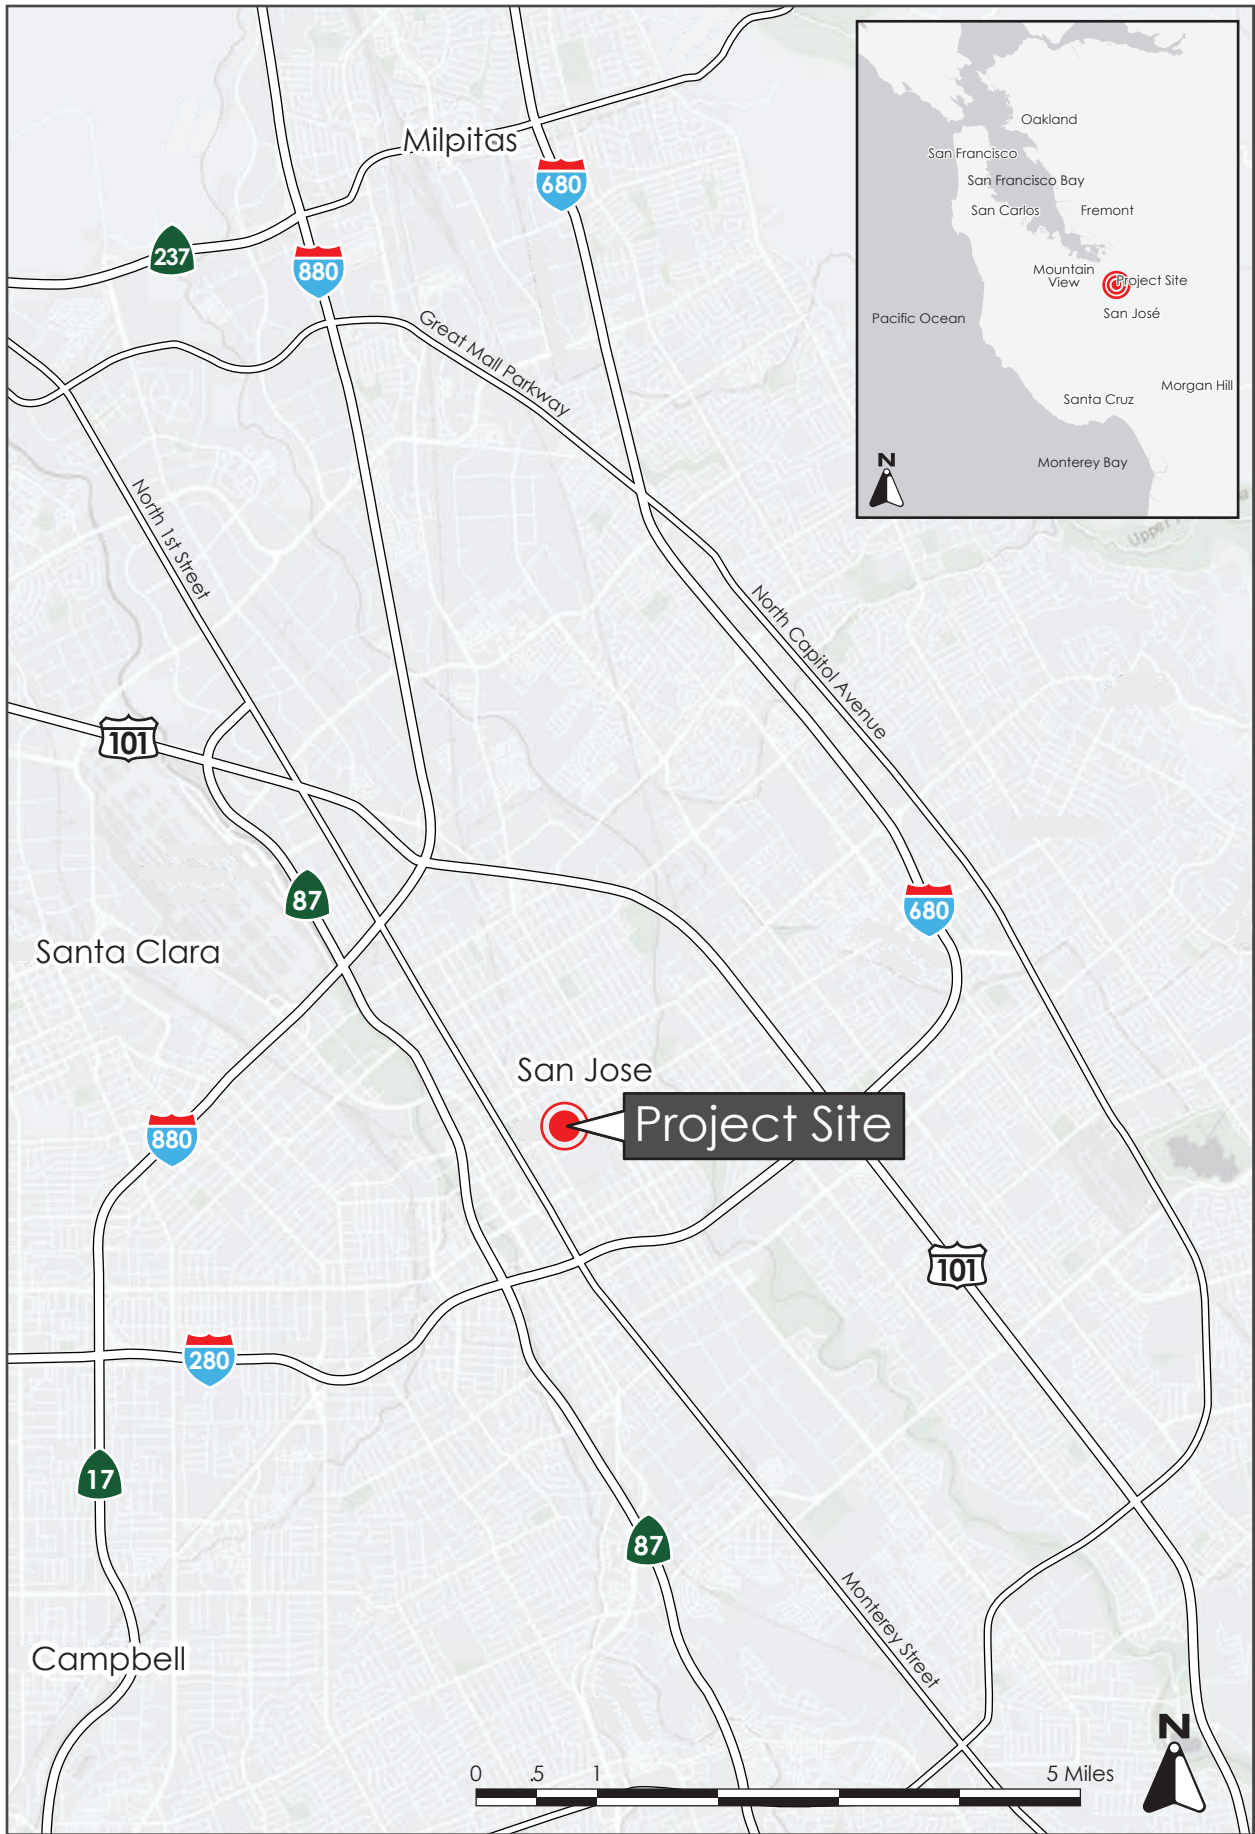 Milpitas
680
237
880
Great Mall Parkway
North 1st Street
North Capitol Avenue
101
87
680
Santa Clara
San Jose
Project Site
880
101
280
17
87
Monterey Street
Campbell
0 .5 1 5 Miles
N
Oakland
San Francisco
San Francisco Bay
San Carlos
Fremont
Mountain
View
Project Site
San José
Pacific Ocean
Morgan Hill
Santa Cruz
Monterey Bay
N
Upper